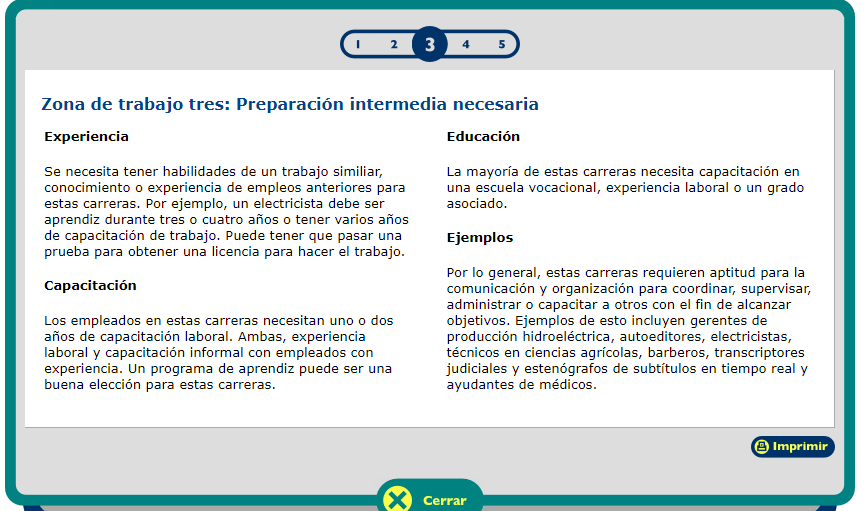 1 2 3 4 5
Zona de trabajo tres: Preparación intermedia necesaria
Experiencia
Se necesita tener habilidades de un trabajo similiar,
conocimiento o experiencia de empleos anteriores para
estas carreras. Por ejemplo, un electricista debe ser
aprendiz durante tres o cuatro años o tener varios años
de capacitación de trabajo. Puede tener que pasar una
prueba para obtener una licencia para hacer el trabajo.
Capacitación
Los empleados en estas carreras necesitan uno o dos
años de capacitación laboral. Ambas, experiencia
laboral y capacitación informal con empleados con
experiencia. Un programa de aprendiz puede ser una
buena elección para estas carreras.
Educación
La mayoría de estas carreras necesita capacitación en
una escuela vocacional, experiencia laboral o un grado
asociado.
Ejemplos
Por lo general, estas carreras requieren aptitud para la
comunicación y organización para coordinar, supervisar,
administrar o capacitar a otros con el fin de alcanzar
objetivos. Ejemplos de esto incluyen gerentes de
producción hidroeléctrica, autoeditores, electricistas,
técnicos en ciencias agrícolas, barberos, transcriptores
judiciales y estenógrafos de subtítulos en tiempo real y
ayudantes de médicos.
Imprimir
Cerrar